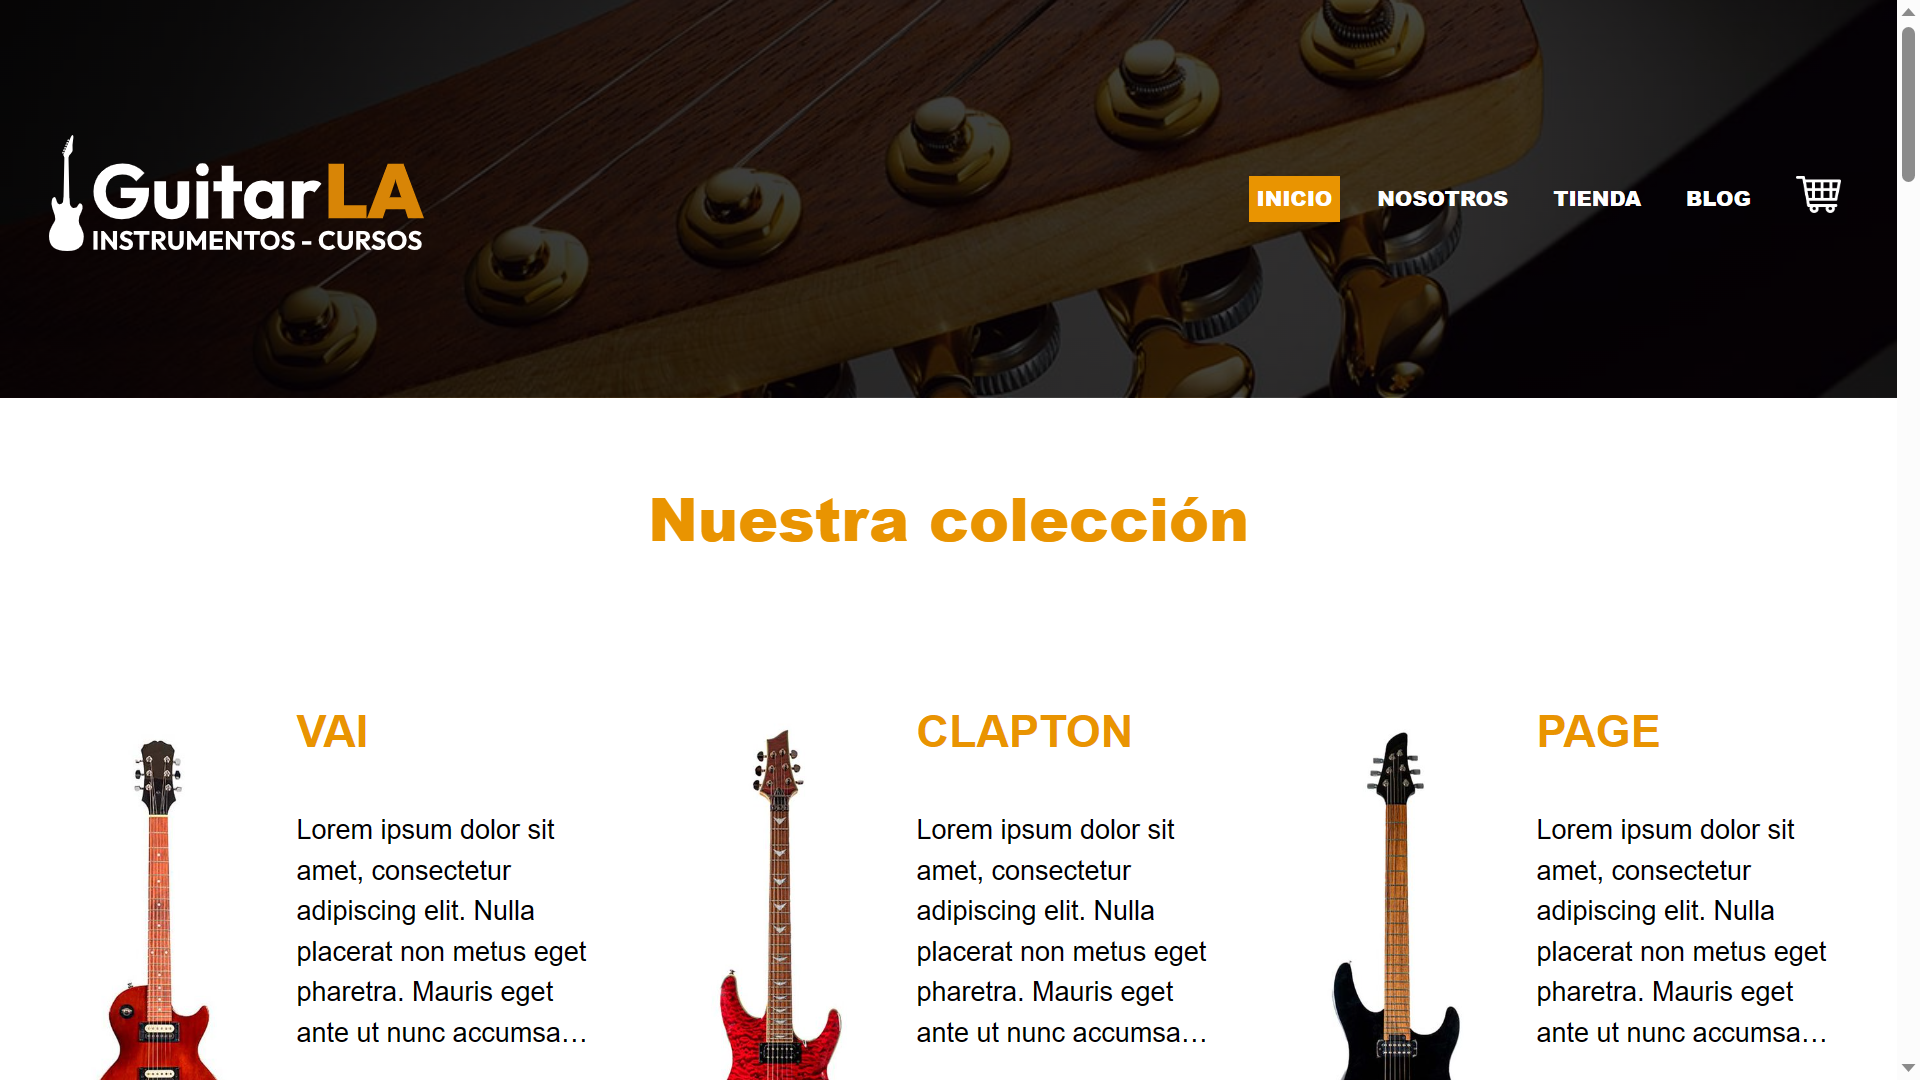 GuitarLA
INSTRUMENTOS - CURSOS
INICIO NOSOTROS TIENDA BLOG
Nuestra colección
VAI
Lorem ipsum dolor sit
amet, consectetur
adipiscing elit. Nulla
placerat non metus eget
pharetra. Mauris eget
ante ut nunc accumsa…
CLAPTON
Lorem ipsum dolor sit
amet, consectetur
adipiscing elit. Nulla
placerat non metus eget
pharetra. Mauris eget
ante ut nunc accumsa…
PAGE
Lorem ipsum dolor sit
amet, consectetur
adipiscing elit. Nulla
placerat non metus eget
pharetra. Mauris eget
ante ut nunc accumsa…